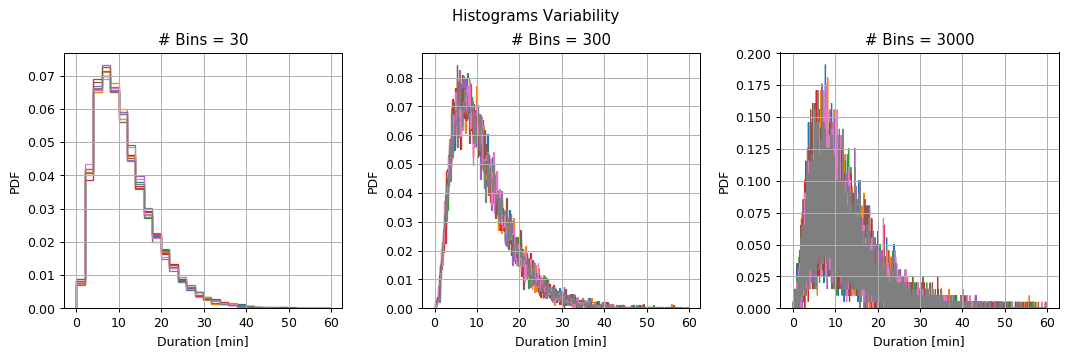 Histograms Variability
# Bins = 30
0.07
0.06
0.05
0.04
0.03
0.02
0.01
0.00
PDF
0 10 20 30 40 50 60
Duration [min]
# Bins = 300
0.08
0.07
0.06
0.05
0.04
0.03
0.02
0.01
0.00
PDF
0 10 20 30 40 50 60
Duration [min]
# Bins = 3000
0.200
0.175
0.150
0.125
0.100
0.075
0.050
0.025
0.000
PDF
0 10 20 30 40 50 60
Duration [min]